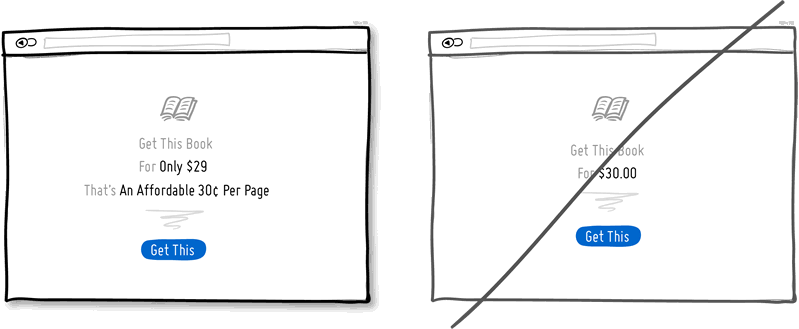 Get This Book
For Only $29
That's An Affordable 30¢ Per Page
Get This
Get This Book
For $30.00
Get This